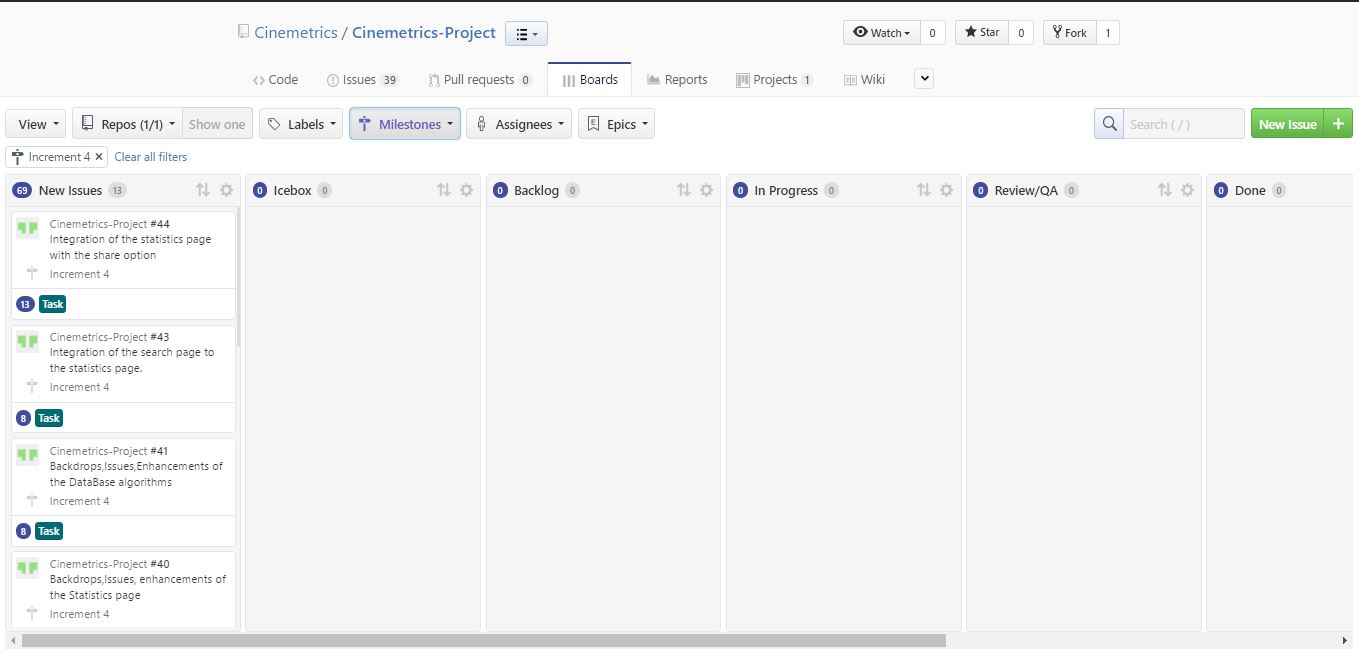 Cinemetrics / Cinemetrics-Project
Watch 0 Star 0 Fork 1
Code Issues 39 Pull requests 0 Boards Reports Projects 1 Wiki
View Repos (1/1) Show one Labels Milestones Assignees Epics Search ( / ) New Issue +
Increment 4 × Clear all filters
69 New Issues 13
0 Icebox 0
0 Backlog 0
0 In Progress 0
0 Review/QA 0
0 Done 0
Cinemetrics-Project #44
Integration of the statistics page
with the share option
Increment 4
13 Task
Cinemetrics-Project #43
Integration of the search page to
the statistics page.
Increment 4
8 Task
Cinemetrics-Project #41
Backdrops,Issues,Enhancements of
the DataBase algorithms
Increment 4
8 Task
Cinemetrics-Project #40
Backdrops,Issues, enhancements of
the Statistics page
Increment 4